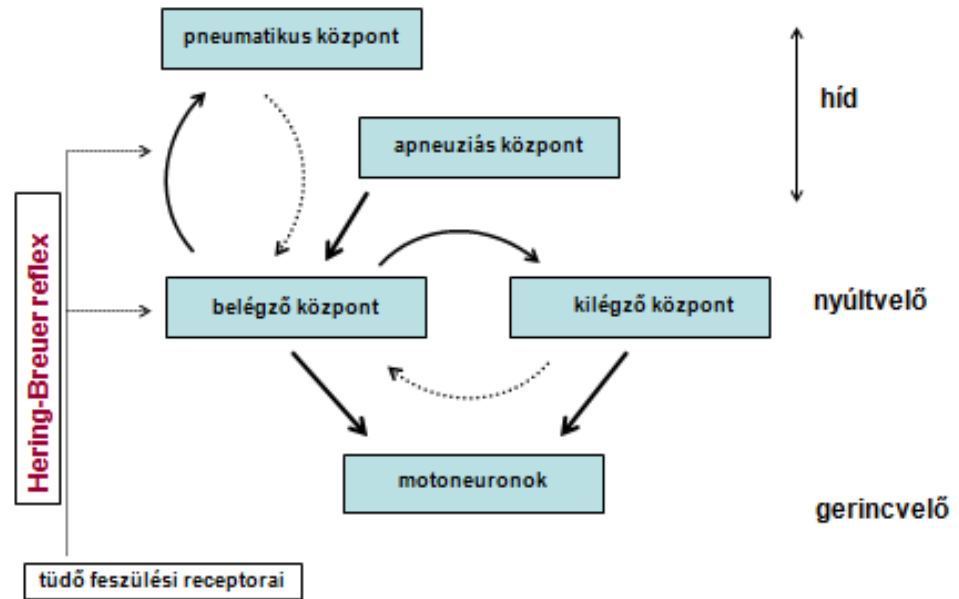 pneumatikus központ
híd
apneuziás központ
Hering-Breuer reflex
belégző központ
kilégző központ
nyúltvelő
motoneuronok
gerincvelő
tüdő feszülési receptorai